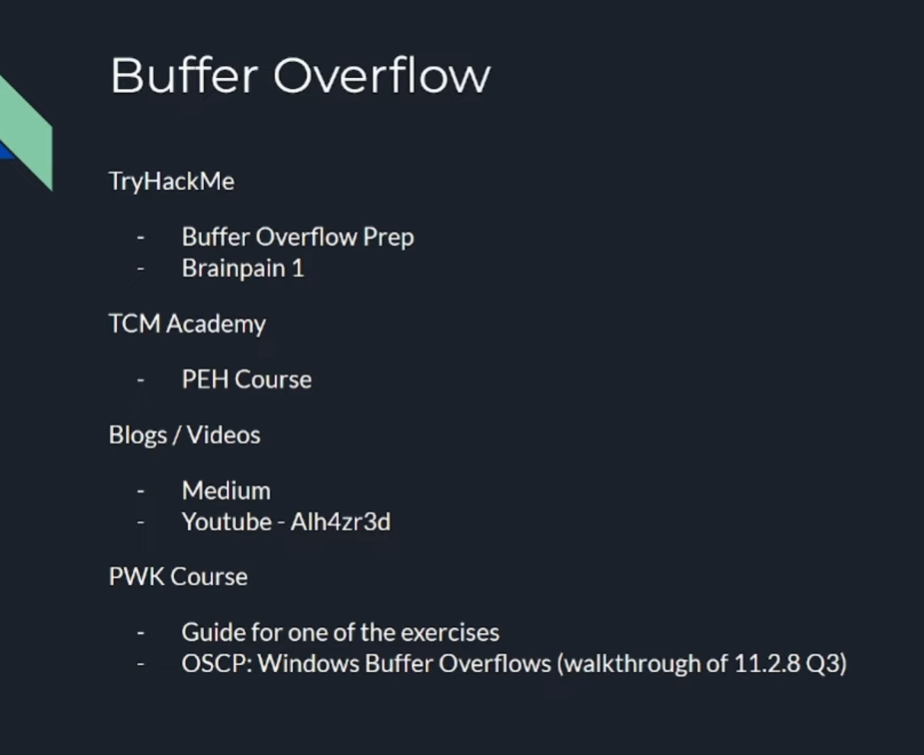 Buffer Overflow
TryHackMe
- Buffer Overflow Prep
- Brainpain 1
TCM Academy
- PEH Course
Blogs / Videos
- Medium
- Youtube - Alh4zr3d
PWK Course
- Guide for one of the exercises
- OSCP: Windows Buffer Overflows (walkthrough of 11.2.8 Q3)